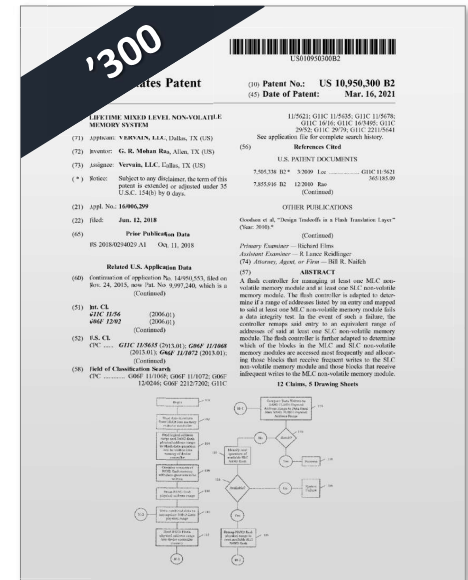 '300
US010950300B2
tates Patent
(10) Patent No.: US 10,950,300 B2
(45) Date of Patent: Mar. 16, 2021
LIFETIME MIXED LEVEL NON-VOLATILE
MEMORY SYSTEM
(71) Applicant: VERVAIN, LLC, Dallas, TX (US)
(72) Inventor: G. R. Mohan Rao, Allen, TX (US)
(73) Assignee: Vervain, LLC, Dallas, TX (US)
(*) Notice: Subject to any disclaimer, the term of this
patent is extended or adjusted under 35
U.S.C. 154(b) by 0 days.
(21) Appl. No.: 16/006,299
(22) Filed: Jun. 12, 2018
(65) Prior Publication Data
US 2018/0294029 A1 Oct. 11, 2018
Related U.S. Application Data
(60) Continuation of application No. 14/950,553, filed on
Nov. 24, 2015, now Pat. No. 9,997,240, which is a
(Continued)
(51) Int. Cl.
G11C 11/56 (2006.01)
G06F 12/02 (2006.01)
(Continued)
(52) U.S. Cl.
CPC ..... G11C 11/5635 (2013.01); G06F 11/1068
(2013.01); G06F 11/1072 (2013.01);
(Continued)
(58) Field of Classification Search
CPC ........... G06F 11/1068; G06F 11/1072; G06F
12/0246; G06F 2212/7202; G11C
11/5621; G11C 11/5635; G11C 11/5678;
G11C 16/16; G11C 16/3495; G11C
29/52; G11C 29/76; G11C 2211/5641
See application file for complete search history.
(56) References Cited
U.S. PATENT DOCUMENTS
7,505,338 B2 * 3/2009 Lee ............ G11C 11/5621
365/185.09
7,855,916 B2 12/2010 Rao
(Continued)
OTHER PUBLICATIONS
Goodson et al, "Design Tradeoffs in a Flash Translation Layer"
(Year: 2010).*
(Continued)
Primary Examiner — Richard Elms
Assistant Examiner — R Lance Reidlinger
(74) Attorney, Agent, or Firm — Bill R. Naifeh
(57) ABSTRACT
A flash controller for managing at least one MLC non-
volatile memory module and at least one SLC non-volatile
memory module. The flash controller is adapted to deter-
mine if a range of addresses listed by an entry and mapped
to said at least one MLC non-volatile memory module fails
a data integrity test. In the event of such a failure, the
controller remaps said entry to an equivalent range of
addresses of said at least one SLC non-volatile memory
module. The flash controller is further adapted to determine
which of the blocks in the MLC and SLC non-volatile
memory modules are accessed most frequently and allocat-
ing those blocks that receive frequent writes to the SLC
non-volatile memory module and those blocks that receive
infrequent writes to the MLC non-volatile memory module.
12 Claims, 5 Drawing Sheets